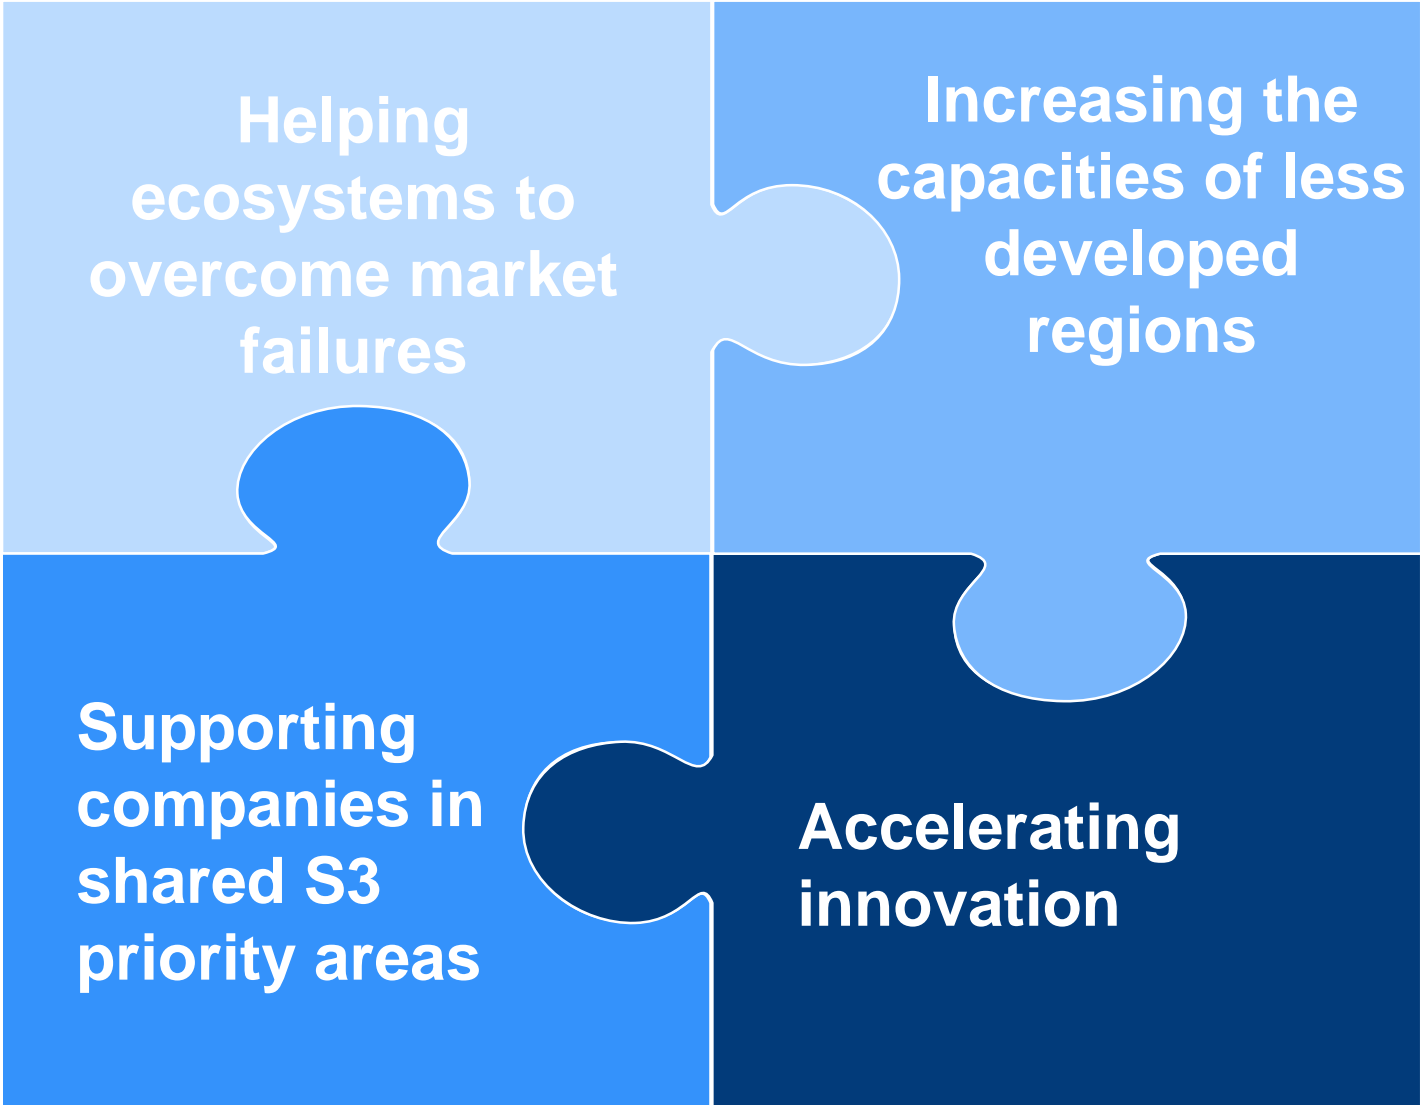 Helping
ecosystems to
overcome market
failures
Increasing the
capacities of less
developed
regions
Supporting
companies in
shared S3
priority areas
Accelerating
innovation